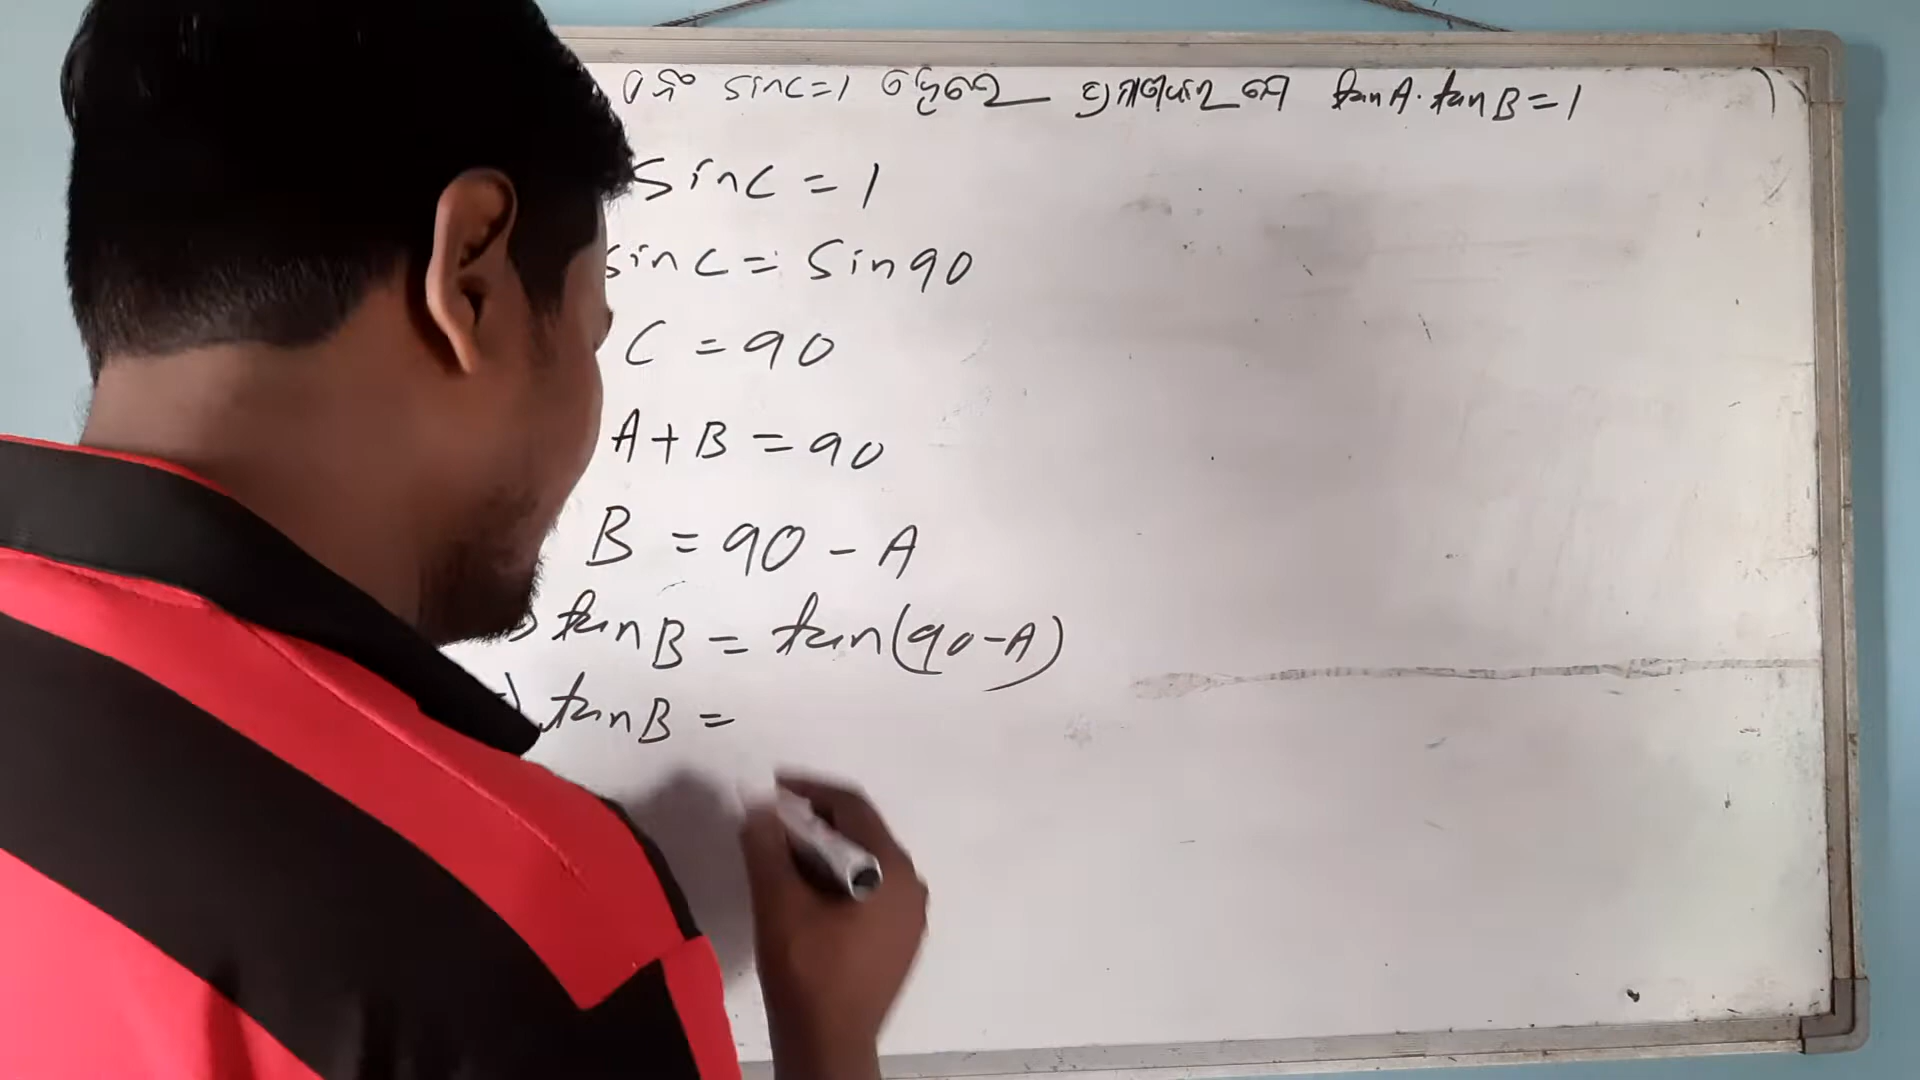 ଯଦି sinC=1 ହୁଏ ପ୍ରମାଣ କର ଯେ tanA·tanB=1
SinC = 1
sinC = Sin90
C = 90
A+B = 90
B = 90 - A
tanB = tan(90-A)
⇒ tanB =